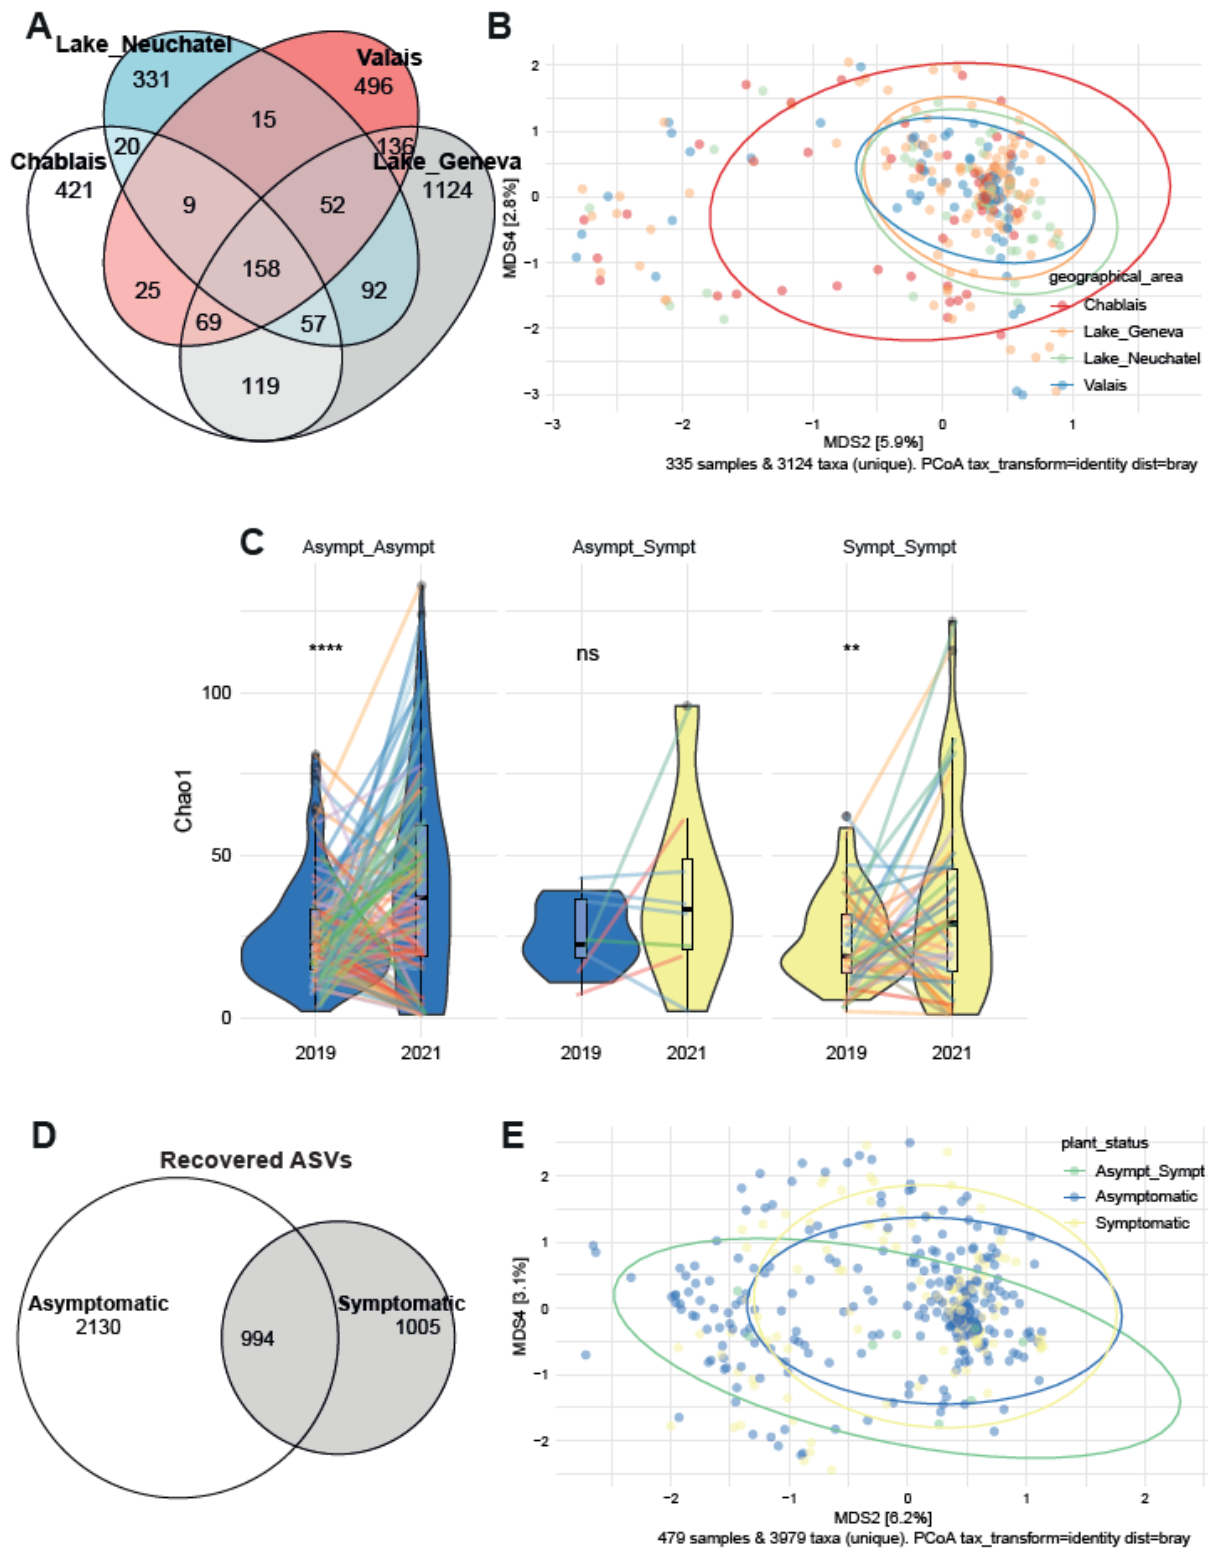 A
Lake_Neuchatel
Valais
331
496
15
20
136
Chablais
Lake_Geneva
421
1124
9
52
158
25
92
69
57
119
B
2
1
0
−1
−2
−3
MDS4 [2.8%]
geographical_area
Chablais
Lake_Geneva
Lake_Neuchatel
Valais
−3
−2
−1
0
1
MDS2 [5.9%]
335 samples & 3124 taxa (unique). PCoA tax_transform=identity dist=bray
C
Asympt_Asympt
Asympt_Sympt
Sympt_Sympt
****
ns
**
100
50
0
Chao1
2019
2021
2019
2021
2019
2021
D
Recovered ASVs
Asymptomatic
2130
994
Symptomatic
1005
E
plant_status
Asympt_Sympt
Asymptomatic
Symptomatic
2
1
0
−1
−2
MDS4 [3.1%]
−2
−1
0
1
2
MDS2 [6.2%]
479 samples & 3979 taxa (unique). PCoA tax_transform=identity dist=bray